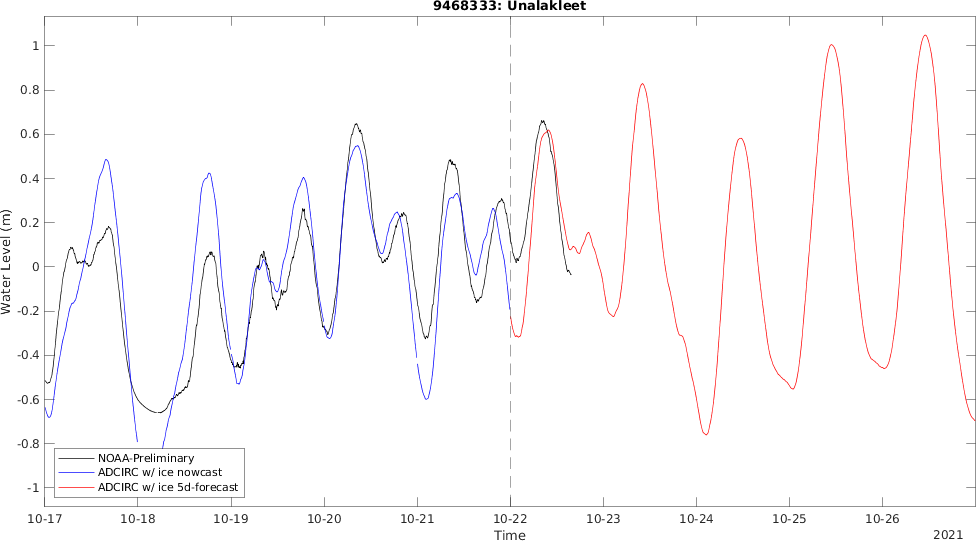 9468333: Unalakleet
Water Level (m)
1
0.8
0.6
0.4
0.2
0
-0.2
-0.4
-0.6
-0.8
-1
NOAA-Preliminary
ADCIRC w/ ice nowcast
ADCIRC w/ ice 5d-forecast
10-17 10-18 10-19 10-20 10-21 10-22 10-23 10-24 10-25 10-26
Time
2021